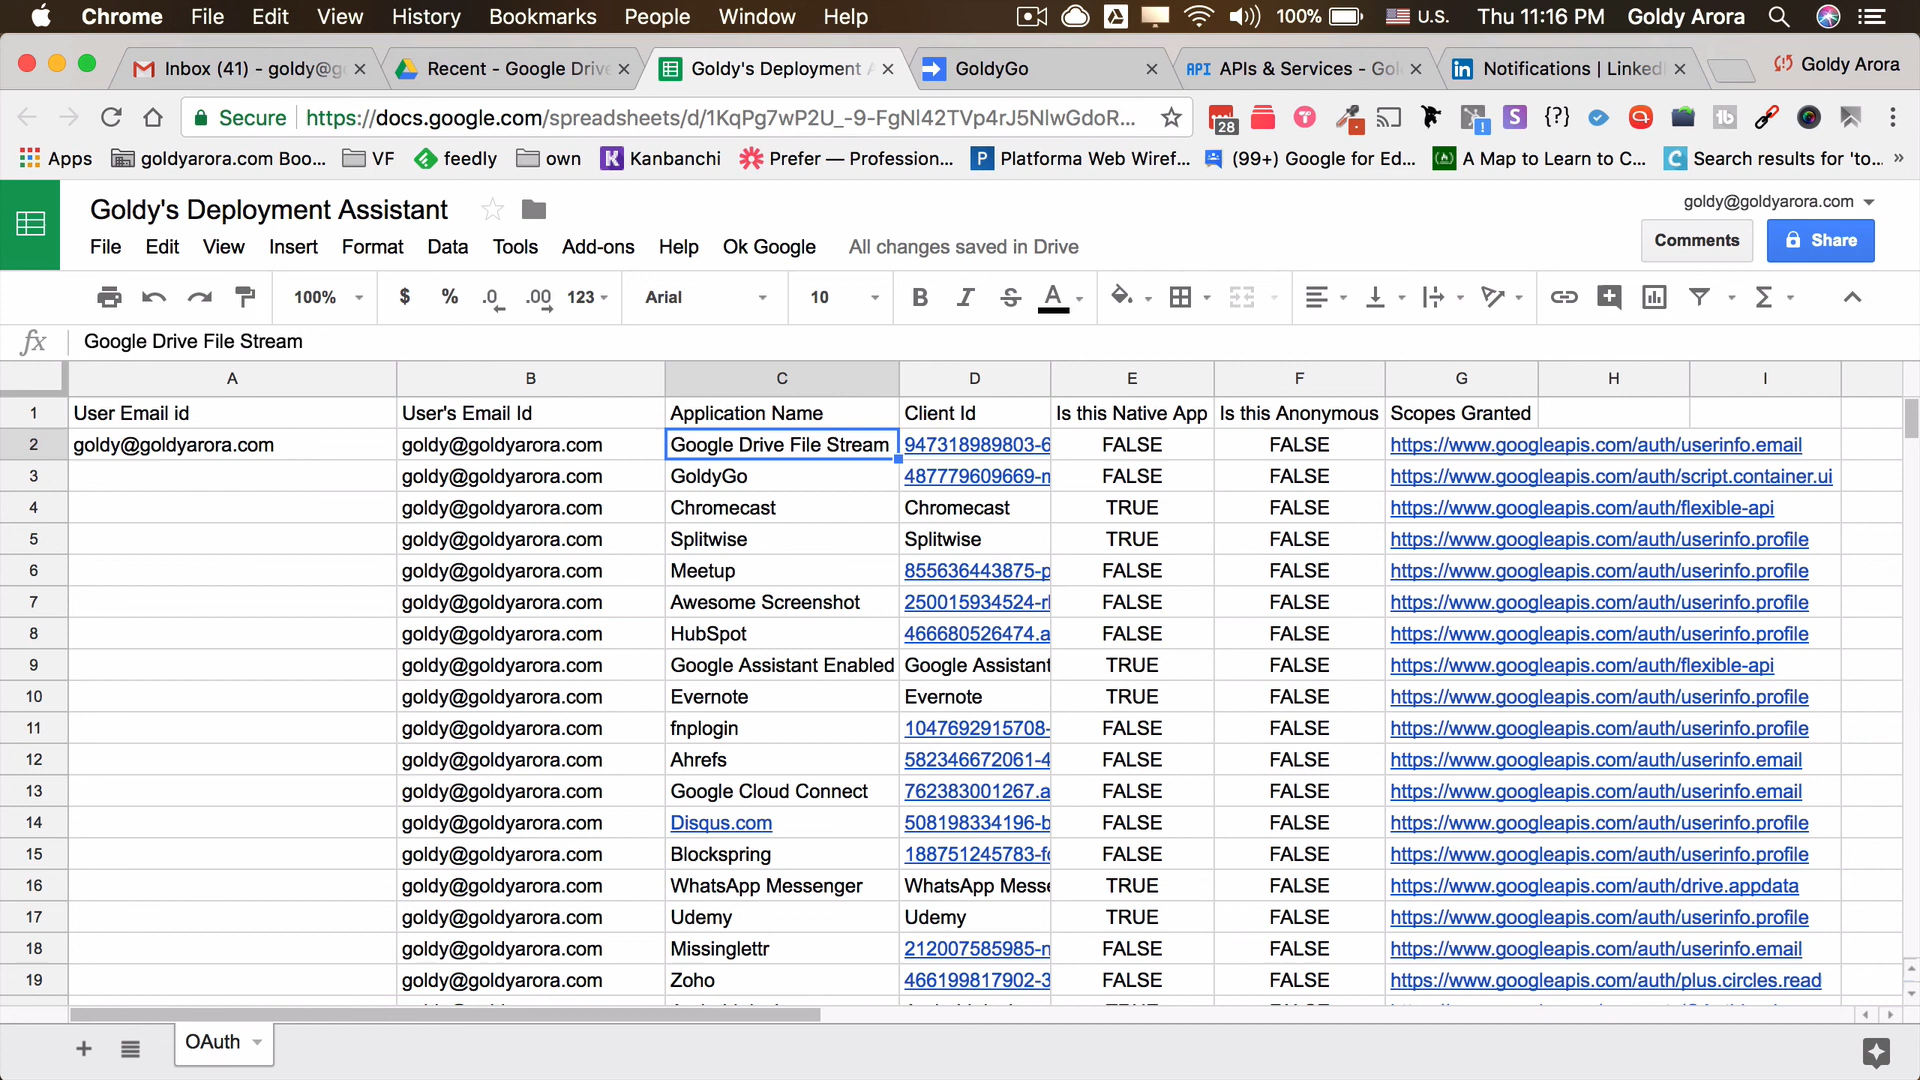 Chrome File Edit View History Bookmarks People Window Help 100% U.S. Thu 11:16 PM Goldy Arora
Inbox (41) - goldy@g Recent - Google Drive Goldy's Deployment A GoldyGo API APIs & Services - Gol Notifications | LinkedI Goldy Arora
Secure https://docs.google.com/spreadsheets/d/1KqPg7wP2U_-9-FgNl42TVp4rJ5NlwGdoR... 28
Apps goldyarora.com Boo... VF feedly own Kanbanchi Prefer — Profession... Platforma Web Wiref... (99+) Google for Ed... A Map to Learn to C... Search results for 'to... »
Goldy's Deployment Assistant
goldy@goldyarora.com
File Edit View Insert Format Data Tools Add-ons Help Ok Google All changes saved in Drive
Comments Share
100% $ % .0 .00 123 Arial 10 B I S A
fx Google Drive File Stream
A B C D E F G H I
1 User Email id User's Email Id Application Name Client Id Is this Native App Is this Anonymous Scopes Granted
2 goldy@goldyarora.com goldy@goldyarora.com Google Drive File Stream 947318989803-6 FALSE FALSE https://www.googleapis.com/auth/userinfo.email
3 goldy@goldyarora.com GoldyGo 487779609669-n FALSE FALSE https://www.googleapis.com/auth/script.container.ui
4 goldy@goldyarora.com Chromecast Chromecast TRUE FALSE https://www.googleapis.com/auth/flexible-api
5 goldy@goldyarora.com Splitwise Splitwise TRUE FALSE https://www.googleapis.com/auth/userinfo.profile
6 goldy@goldyarora.com Meetup 855636443875-p FALSE FALSE https://www.googleapis.com/auth/userinfo.profile
7 goldy@goldyarora.com Awesome Screenshot 250015934524-rl FALSE FALSE https://www.googleapis.com/auth/userinfo.profile
8 goldy@goldyarora.com HubSpot 466680526474.a FALSE FALSE https://www.googleapis.com/auth/userinfo.profile
9 goldy@goldyarora.com Google Assistant Enabled Google Assistant TRUE FALSE https://www.googleapis.com/auth/flexible-api
10 goldy@goldyarora.com Evernote Evernote TRUE FALSE https://www.googleapis.com/auth/userinfo.profile
11 goldy@goldyarora.com fnplogin 1047692915708- FALSE FALSE https://www.googleapis.com/auth/userinfo.profile
12 goldy@goldyarora.com Ahrefs 582346672061-4 FALSE FALSE https://www.googleapis.com/auth/userinfo.email
13 goldy@goldyarora.com Google Cloud Connect 762383001267.a FALSE FALSE https://www.googleapis.com/auth/userinfo.email
14 goldy@goldyarora.com Disqus.com 508198334196-b FALSE FALSE https://www.googleapis.com/auth/userinfo.profile
15 goldy@goldyarora.com Blockspring 188751245783-fc FALSE FALSE https://www.googleapis.com/auth/userinfo.profile
16 goldy@goldyarora.com WhatsApp Messenger WhatsApp Messe TRUE FALSE https://www.googleapis.com/auth/drive.appdata
17 goldy@goldyarora.com Udemy Udemy TRUE FALSE https://www.googleapis.com/auth/userinfo.profile
18 goldy@goldyarora.com Missinglettr 212007585985-n FALSE FALSE https://www.googleapis.com/auth/userinfo.email
19 goldy@goldyarora.com Zoho 466199817902-3 FALSE FALSE https://www.googleapis.com/auth/plus.circles.read
OAuth